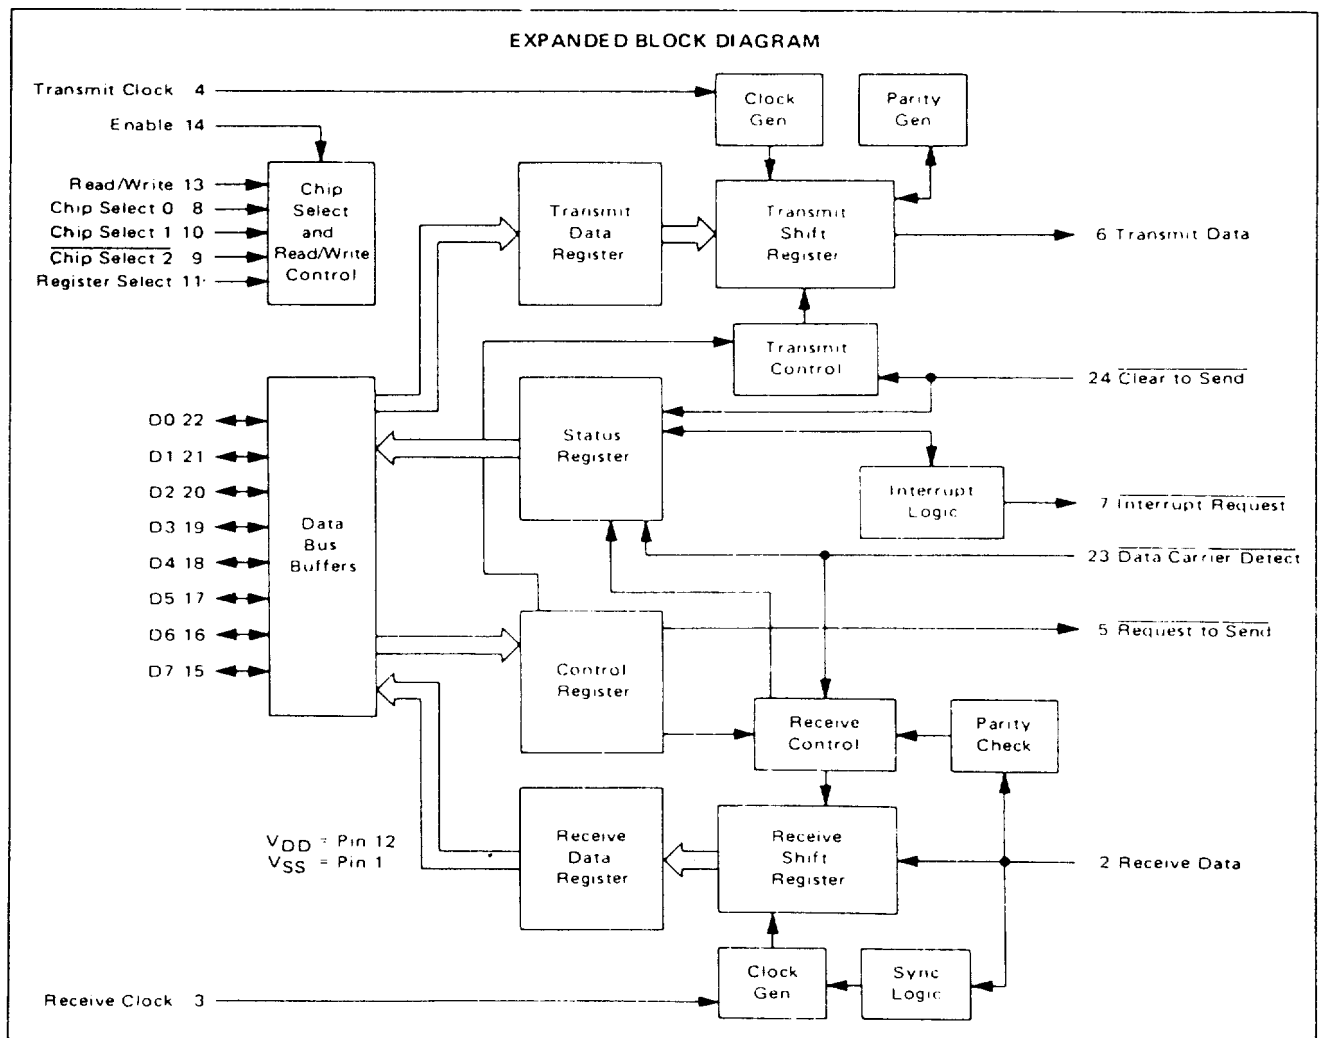 EXPANDED BLOCK DIAGRAM
Transmit Clock 4
Enable 14
Read/Write 13
Chip Select 0 8
Chip Select 1 10
Chip Select 2 9
Register Select 11
Chip
Select
and
Read/Write
Control
Transmit
Data
Register
Clock
Gen
Parity
Gen
Transmit
Shift
Register
6 Transmit Data
Transmit
Control
24 Clear to Send
D0 22
D1 21
D2 20
D3 19
D4 18
D5 17
D6 16
D7 15
Data
Bus
Buffers
Status
Register
Interrupt
Logic
7 Interrupt Request
23 Data Carrier Detect
5 Request to Send
Control
Register
Receive
Control
Parity
Check
VDD = Pin 12
VSS = Pin 1
Receive
Data
Register
Receive
Shift
Register
2 Receive Data
Clock
Gen
Sync
Logic
Receive Clock 3